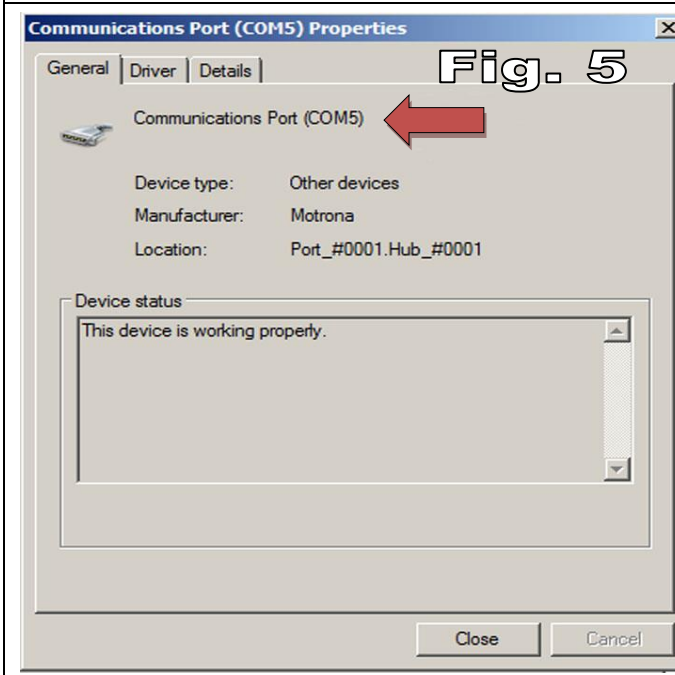 Communications Port (COM5) Properties
General Driver Details
Fig. 5
Communications Port (COM5)
Device type: Other devices
Manufacturer: Motrona
Location: Port_#0001.Hub_#0001
Device status
This device is working properly.
Close Cancel